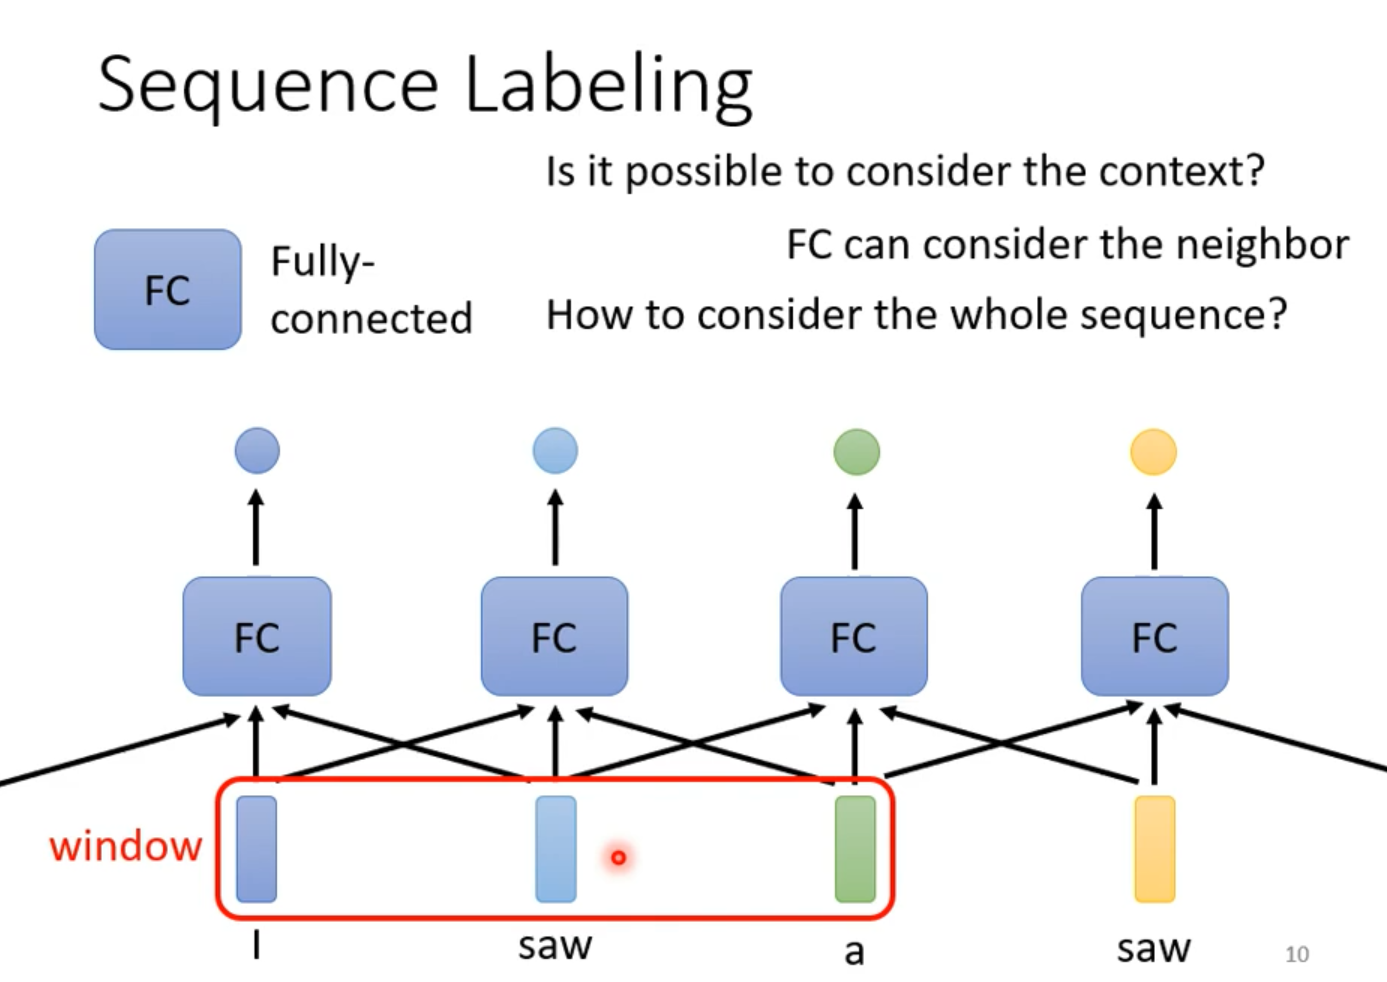 Sequence Labeling
Is it possible to consider the context?
FC can consider the neighbor
How to consider the whole sequence?
FC
Fully-
connected
FC FC FC FC
window
I saw a saw
10